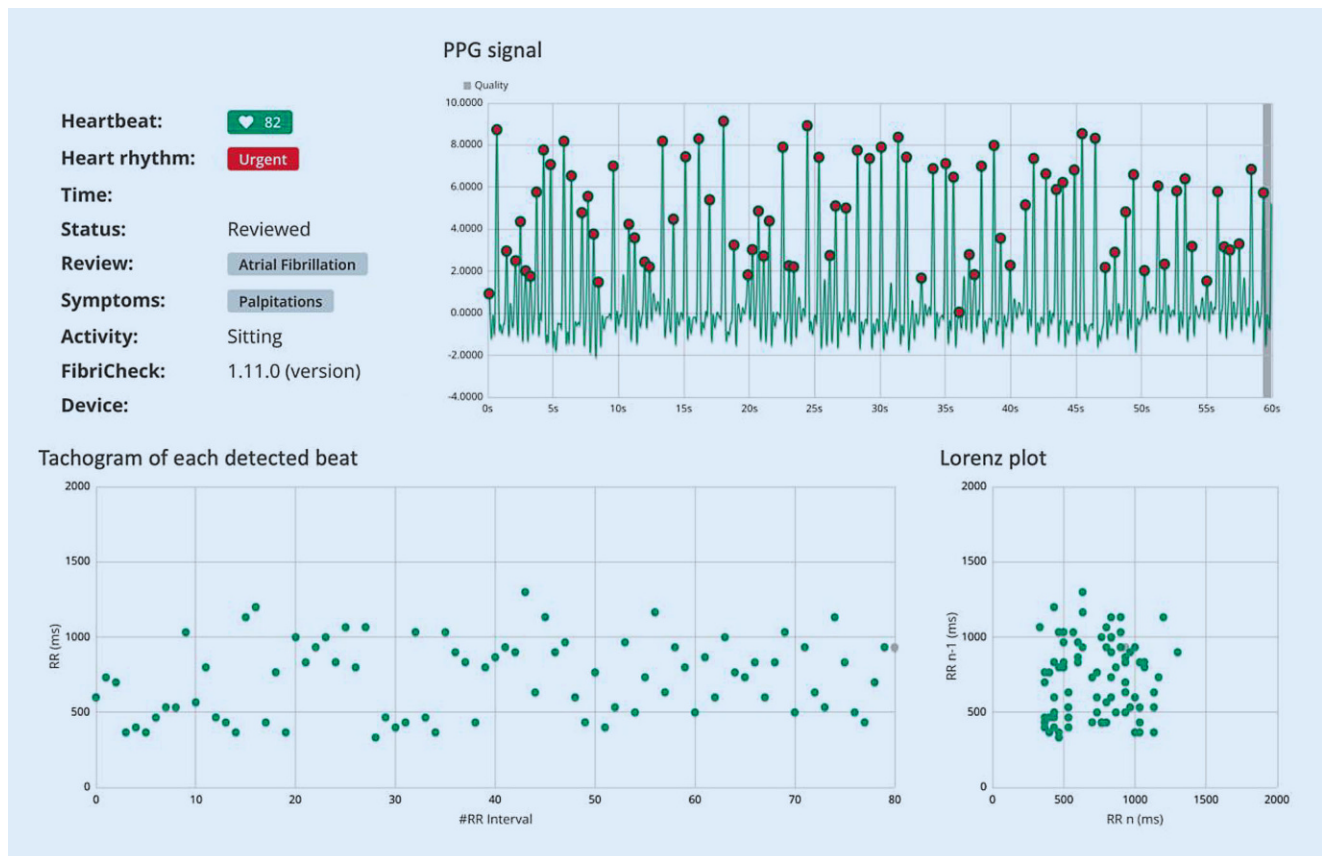 PPG signal
Quality
10.0000
8.0000
6.0000
4.0000
2.0000
0.0000
-2.0000
-4.0000
0s 5s 10s 15s 20s 25s 30s 35s 40s 45s 50s 55s 60s
Heartbeat: 82
Heart rhythm: Urgent
Time:
Status: Reviewed
Review: Atrial Fibrillation
Symptoms: Palpitations
Activity: Sitting
FibriCheck: 1.11.0 (version)
Device:
Tachogram of each detected beat
RR (ms)
2000
1500
1000
500
0
0 10 20 30 40 50 60 70 80
#RR Interval
Lorenz plot
RR n-1 (ms)
2000
1500
1000
500
0
0 500 1000 1500 2000
RR n (ms)